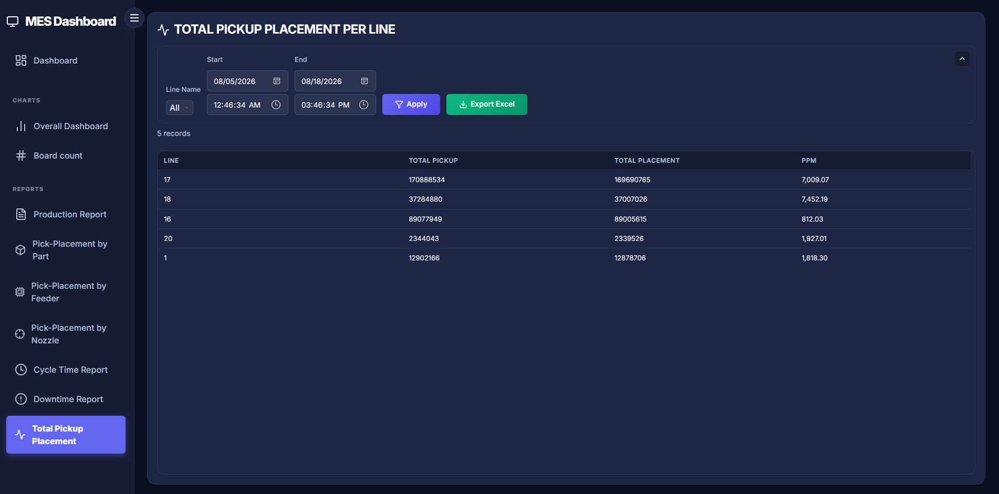 MES Dashboard
Dashboard
CHARTS
Overall Dashboard
Board count
REPORTS
Production Report
Pick-Placement by
Part
Pick-Placement by
Feeder
Pick-Placement by
Nozzle
Cycle Time Report
Downtime Report
Total Pickup
Placement
TOTAL PICKUP PLACEMENT PER LINE
Line Name
All
Start
08/05/2026
12:46:34 AM
End
08/18/2026
03:46:34 PM
Apply
Export Excel
5 records
LINE TOTAL PICKUP TOTAL PLACEMENT PPM
17 170888534 169690765 7,009.07
18 37284880 37007026 7,452.19
16 89077949 89005615 812.03
20 2344043 2339526 1,927.01
1 12902166 12878706 1,818.30